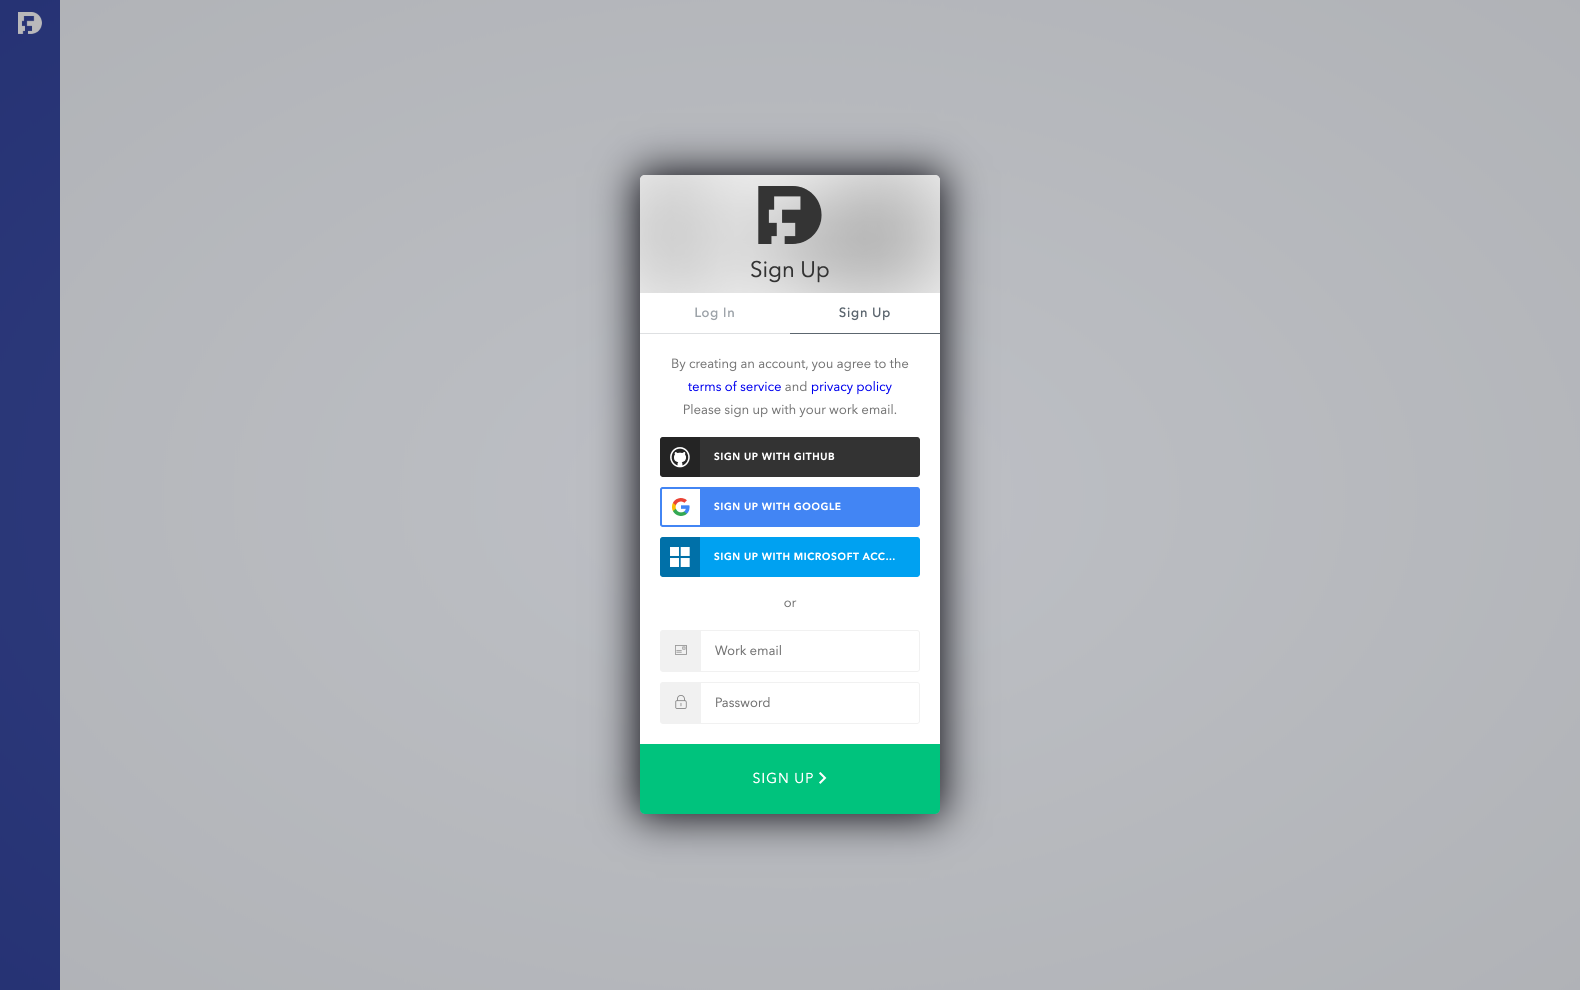 Sign Up
Log In
Sign Up
By creating an account, you agree to the
terms of service and privacy policy
Please sign up with your work email.
SIGN UP WITH GITHUB
SIGN UP WITH GOOGLE
SIGN UP WITH MICROSOFT ACC...
or
Work email
Password
SIGN UP